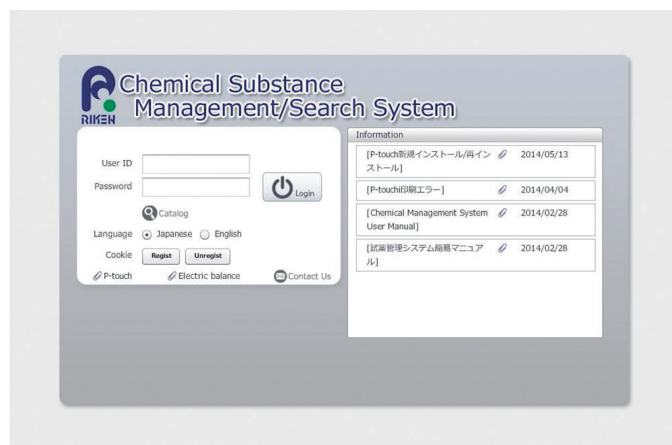 Chemical Substance
Management/Search System
RIKEN
User ID
Password
Login
Catalog
Language Japanese English
Cookie Regist Unregist
P-touch Electric balance Contact Us
Information
[P-touch新規インストール/再イン 2014/05/13
ストール]
[P-touchi印刷エラー] 2014/04/04
[Chemical Management System 2014/02/28
User Manual]
[試薬管理システム簡易マニュア 2014/02/28
ル]